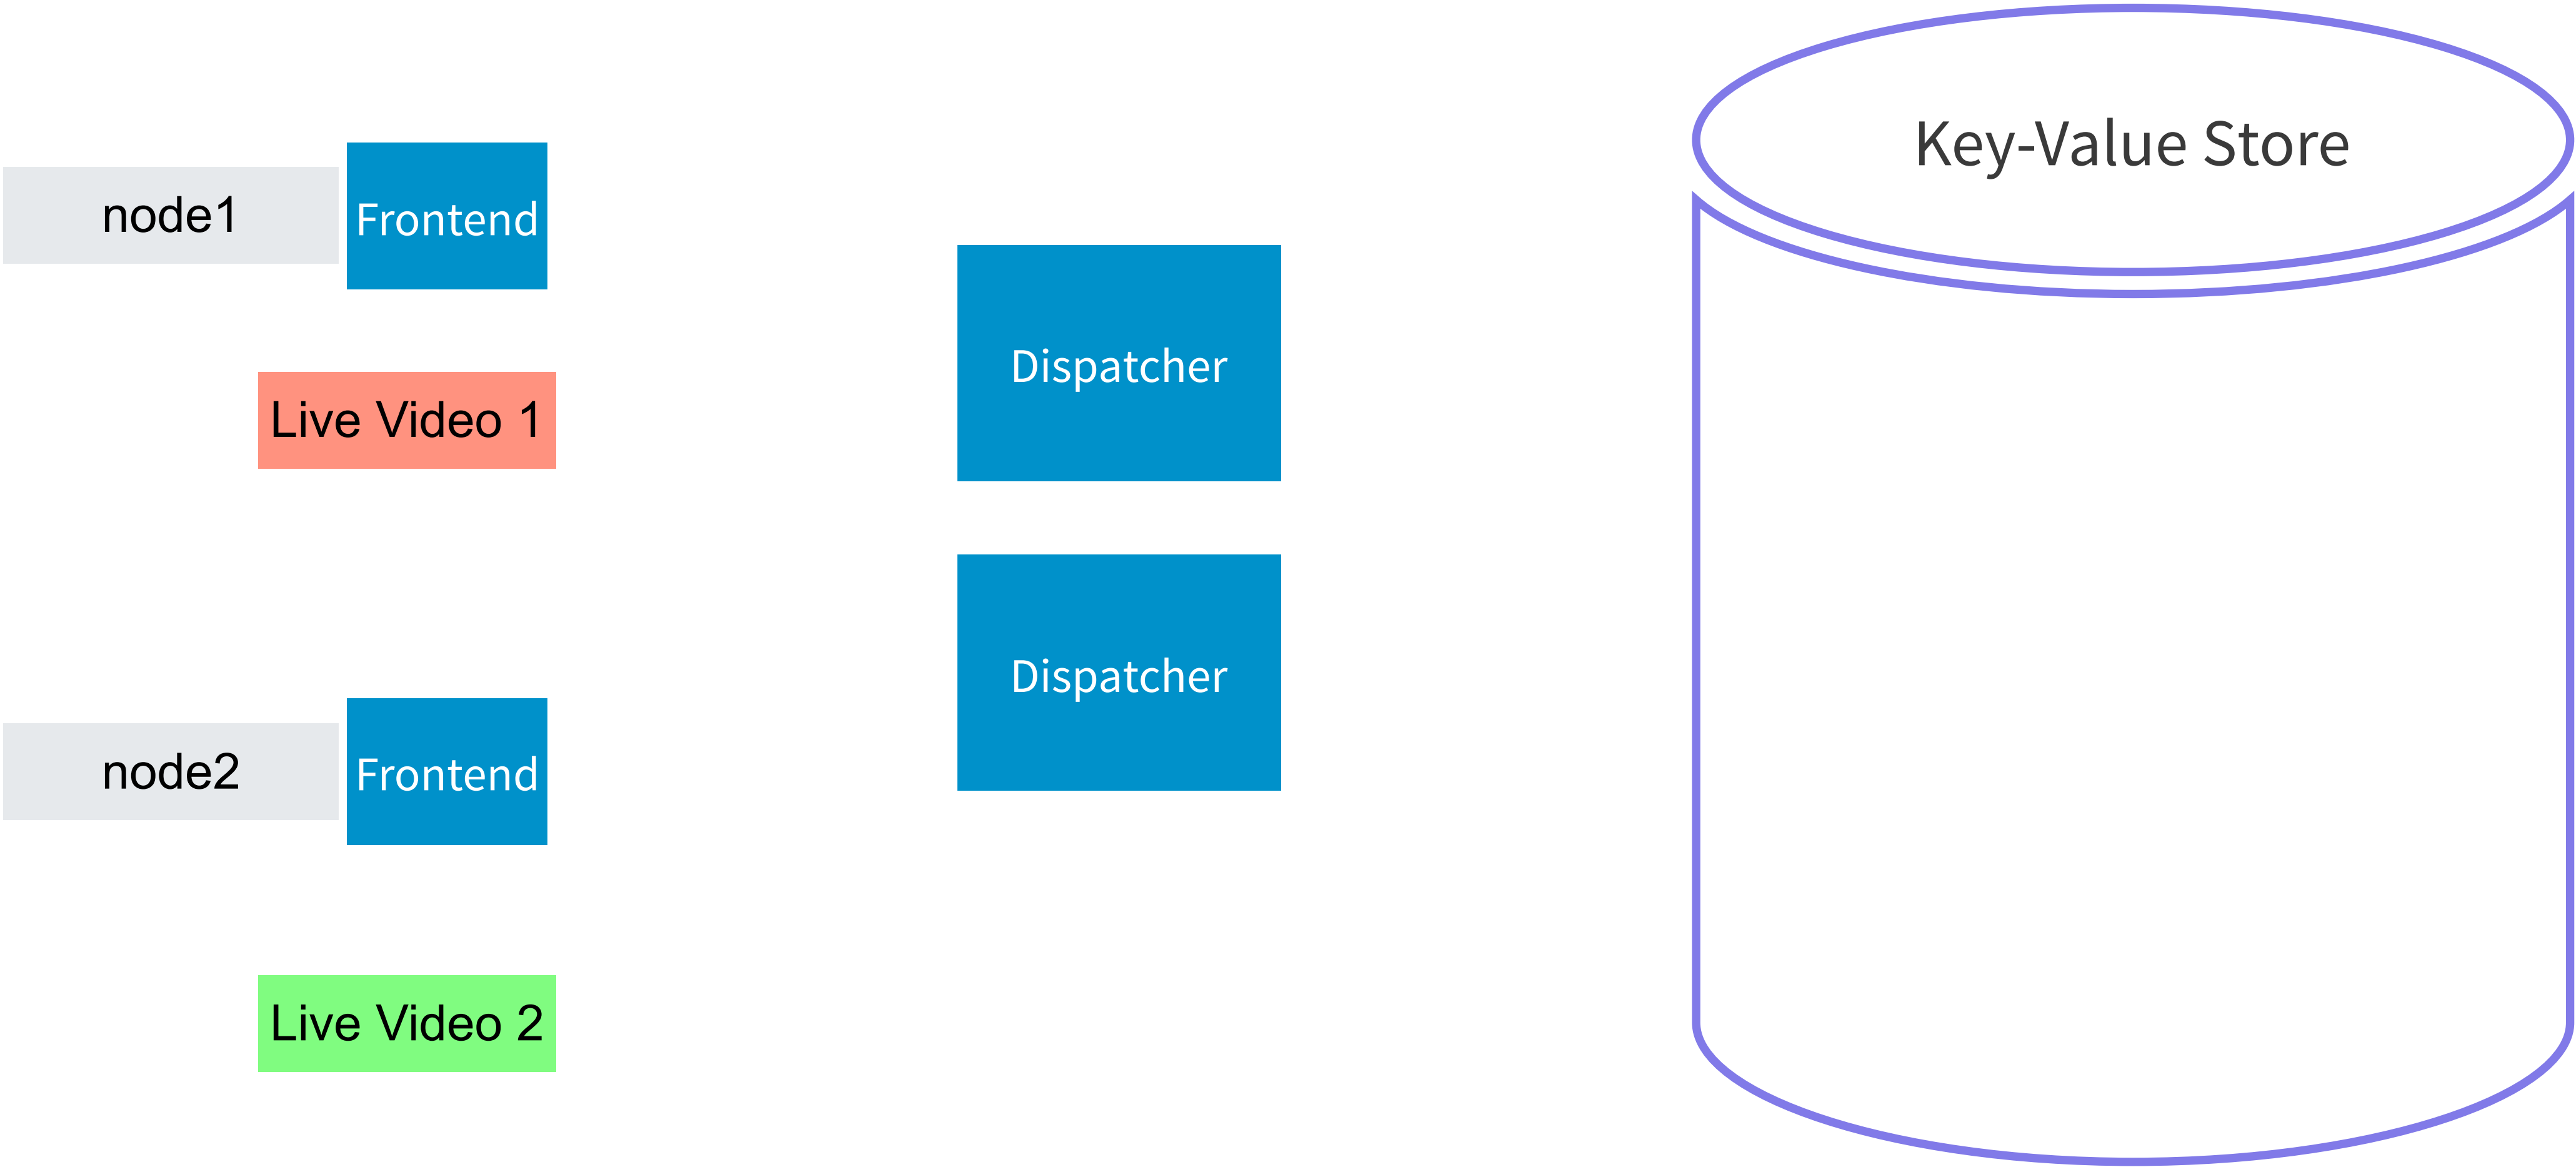 Key-Value Store
node1
Frontend
Dispatcher
Live Video 1
Dispatcher
node2
Frontend
Live Video 2